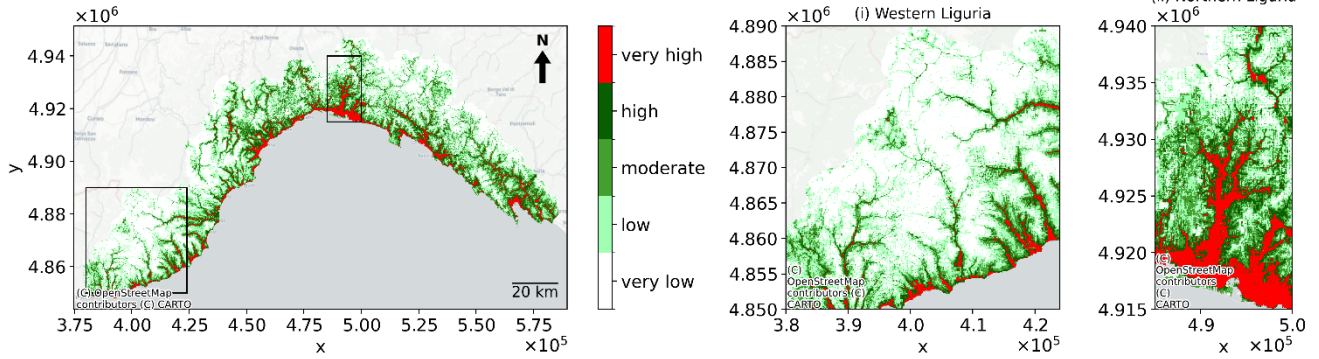 ×10⁶
4.94
4.92
4.90
4.88
4.86
y
N
20 km
(C) OpenStreetMap
contributors (C) CARTO
3.75 4.00 4.25 4.50 4.75 5.00 5.25 5.50 5.75
x
×10⁵
very high
high
moderate
low
very low
×10⁶
(i) Western Liguria
4.890
4.885
4.880
4.875
4.870
4.865
4.860
4.855
4.850
(C)
OpenStreetMap
contributors (C)
CARTO
3.8 3.9 4.0 4.1 4.2
x
×10⁵
×10⁶
4.940
4.935
4.930
4.925
4.920
4.915
(C)
OpenStreetMap
contributors
(C)
CARTO
4.9 5.0
x
×10⁵